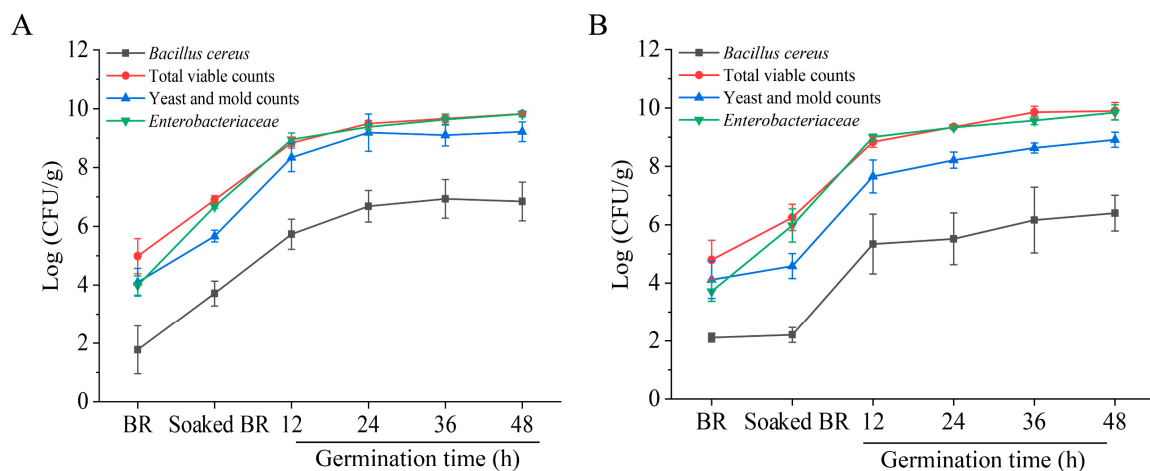 A
Log (CFU/g)
12
10
8
6
4
2
0
Bacillus cereus
Total viable counts
Yeast and mold counts
Enterobacteriaceae
BR Soaked BR 12 24 36 48
Germination time (h)
B
Log (CFU/g)
12
10
8
6
4
2
0
Bacillus cereus
Total viable counts
Yeast and mold counts
Enterobacteriaceae
BR Soaked BR 12 24 36 48
Germination time (h)